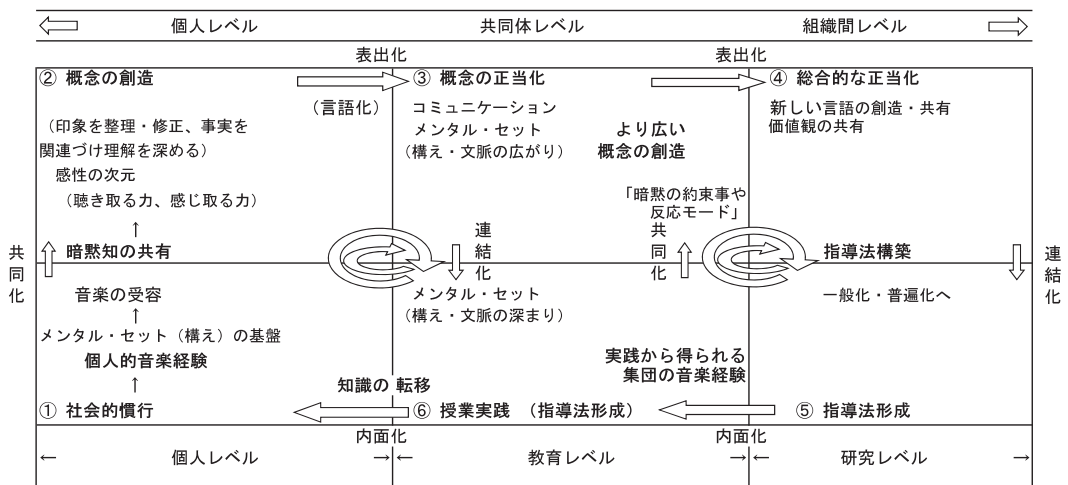 個人レベル
共同体レベル
組織間レベル
表出化
表出化
② 概念の創造
(言語化)
(印象を整理・修正、事実を
関連づけ理解を深める)
感性の次元
(聴き取る力、感じ取る力)
↑
暗黙知の共有
共同化
音楽の受容
↑
メンタル・セット(構え)の基盤
個人的音楽経験
↑
① 社会的慣行
③ 概念の正当化
コミュニケーション
メンタル・セット
(構え・文脈の広がり)
より広い
概念の創造
「暗黙の約束事や
反応モード」
連結化
共同化
メンタル・セット
(構え・文脈の深まり)
実践から得られる
集団の音楽経験
知識の 転移
⑥ 授業実践 (指導法形成)
④ 総合的な正当化
新しい言語の創造・共有
価値観の共有
指導法構築
連結化
一般化・普遍化へ
⑤ 指導法形成
内面化
内面化
← 個人レベル →
← 教育レベル →
← 研究レベル →